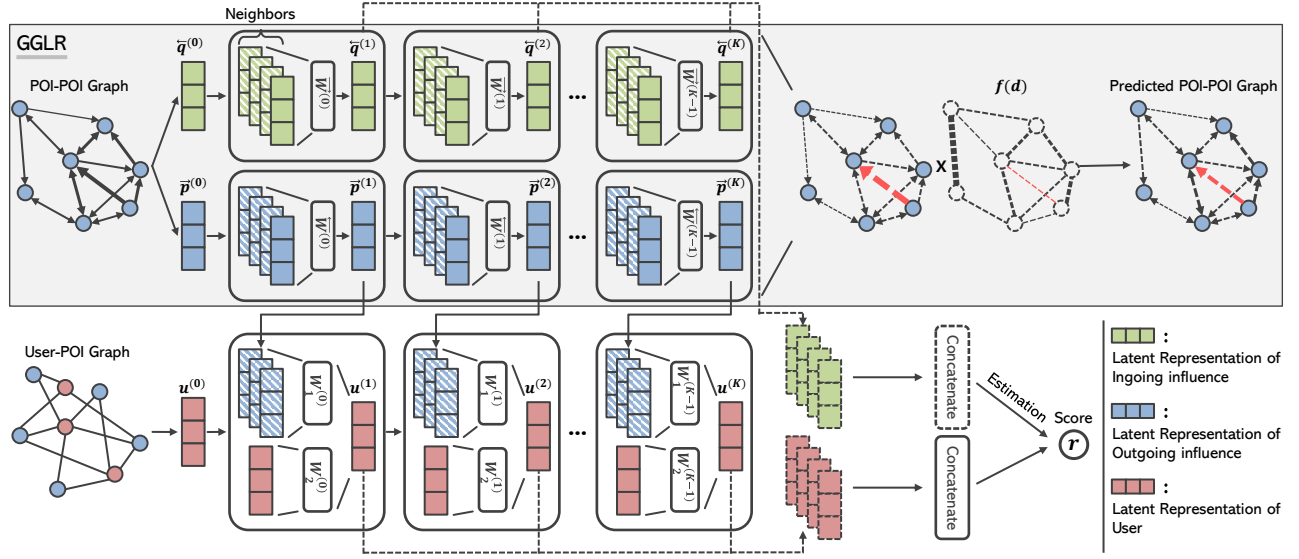 Neighbors
GGLR
POI-POI Graph
q⃖⁽⁰⁾ q⃖⁽¹⁾ q⃖⁽²⁾ q⃖⁽ᴷ⁾
W⃖⁽⁰⁾ W⃖⁽¹⁾ ... W⃖⁽ᴷ⁻¹⁾
f(d)
Predicted POI-POI Graph
X
p⃗⁽⁰⁾ p⃗⁽¹⁾ p⃗⁽²⁾ p⃗⁽ᴷ⁾
W⃗⁽⁰⁾ W⃗⁽¹⁾ ... W⃗⁽ᴷ⁻¹⁾
User-POI Graph
u⁽⁰⁾ u⁽¹⁾ u⁽²⁾ u⁽ᴷ⁾
W₁⁽⁰⁾ W₁⁽¹⁾ ... W₁⁽ᴷ⁻¹⁾
W₂⁽⁰⁾ W₂⁽¹⁾ W₂⁽ᴷ⁻¹⁾
Concatenate
Concatenate
Estimation
Score
r
:
Latent Representation of
Ingoing influence
:
Latent Representation of
Outgoing influence
:
Latent Representation of
User